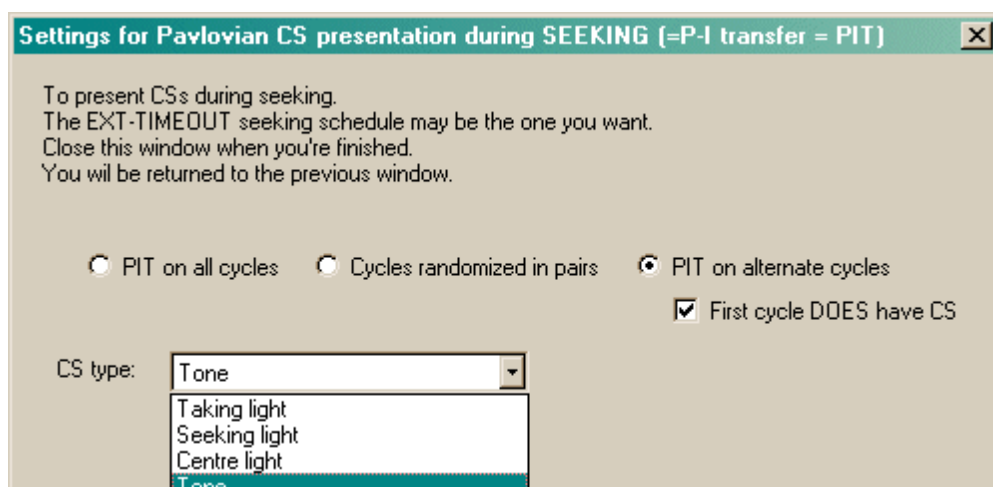 Settings for Pavlovian CS presentation during SEEKING (=P-I transfer = PIT)
To present CSs during seeking.
The EXT-TIMEOUT seeking schedule may be the one you want.
Close this window when you're finished.
You wil be returned to the previous window.
PIT on all cycles Cycles randomized in pairs PIT on alternate cycles
First cycle DOES have CS
CS type: Tone
Taking light
Seeking light
Centre light
Tone